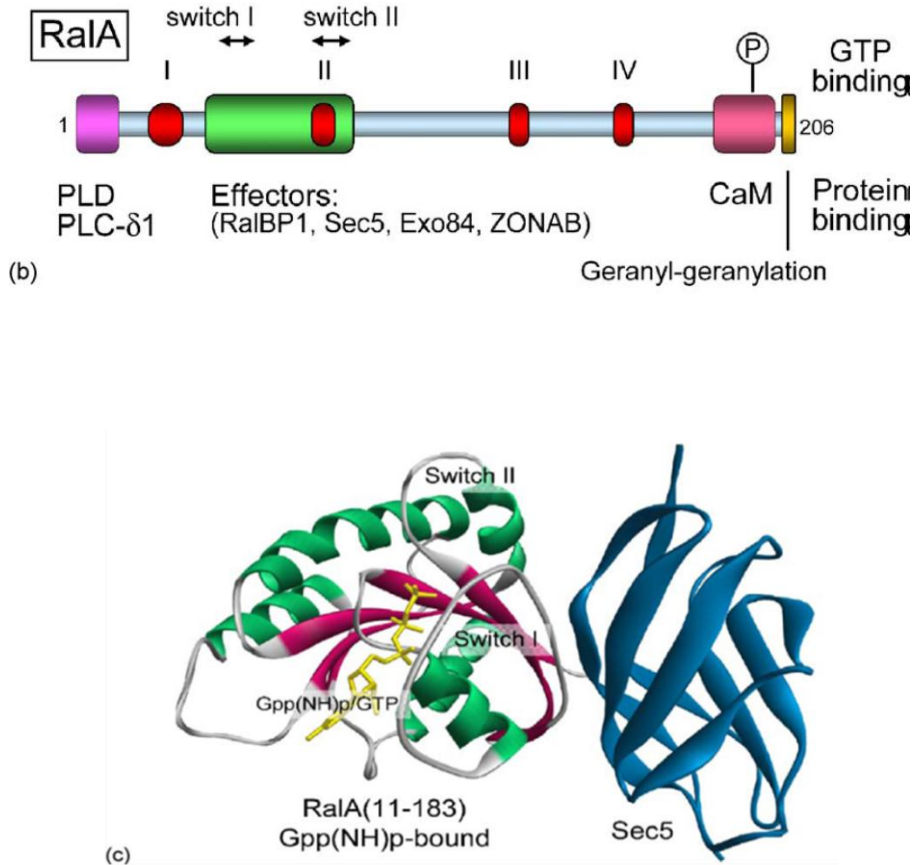 switch I switch II
RalA
I II III IV P GTP
binding
1 206
PLD Effectors: CaM Protein
PLC-δ1 (RalBP1, Sec5, Exo84, ZONAB) binding
Geranyl-geranylation
(b)
Switch II
Switch I
Gpp(NH)p/GTP
RalA(11-183)
Gpp(NH)p-bound
Sec5
(c)